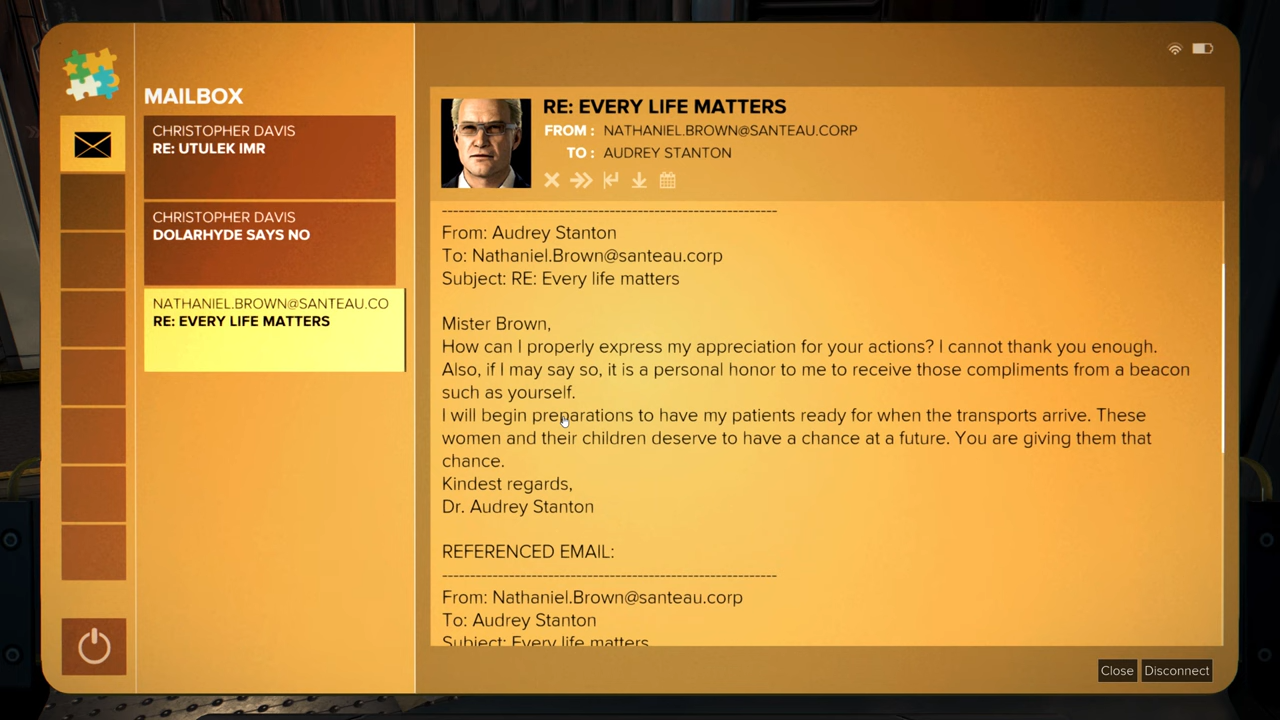 MAILBOX
CHRISTOPHER DAVIS
RE: UTULEK IMR
CHRISTOPHER DAVIS
DOLARHYDE SAYS NO
NATHANIEL.BROWN@SANTEAU.CO
RE: EVERY LIFE MATTERS
RE: EVERY LIFE MATTERS
FROM : NATHANIEL.BROWN@SANTEAU.CORP
TO : AUDREY STANTON
------------------------------------------------------------
From: Audrey Stanton
To: Nathaniel.Brown@santeau.corp
Subject: RE: Every life matters
Mister Brown,
How can I properly express my appreciation for your actions? I cannot thank you enough.
Also, if I may say so, it is a personal honor to me to receive those compliments from a beacon
such as yourself.
I will begin preparations to have my patients ready for when the transports arrive. These
women and their children deserve to have a chance at a future. You are giving them that
chance.
Kindest regards,
Dr. Audrey Stanton
REFERENCED EMAIL:
------------------------------------------------------------
From: Nathaniel.Brown@santeau.corp
To: Audrey Stanton
Subject: Every life matters
Close Disconnect